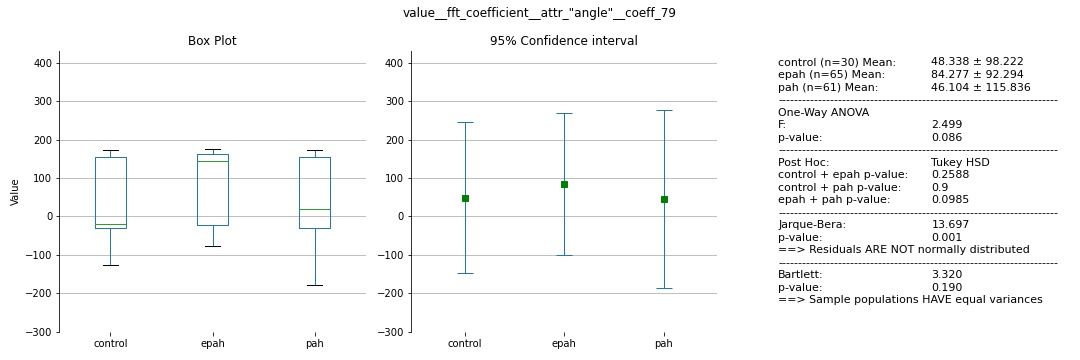 value__fft_coefficient__attr_"angle"__coeff_79
Box Plot
Value
400
300
200
100
0
−100
−200
−300
control epah pah
95% Confidence interval
400
300
200
100
0
−100
−200
−300
control epah pah
control (n=30) Mean: 48.338 ± 98.222
epah (n=65) Mean: 84.277 ± 92.294
pah (n=61) Mean: 46.104 ± 115.836
One-Way ANOVA
F: 2.499
p-value: 0.086
Post Hoc: Tukey HSD
control + epah p-value: 0.2588
control + pah p-value: 0.9
epah + pah p-value: 0.0985
Jarque-Bera: 13.697
p-value: 0.001
==> Residuals ARE NOT normally distributed
Bartlett: 3.320
p-value: 0.190
==> Sample populations HAVE equal variances